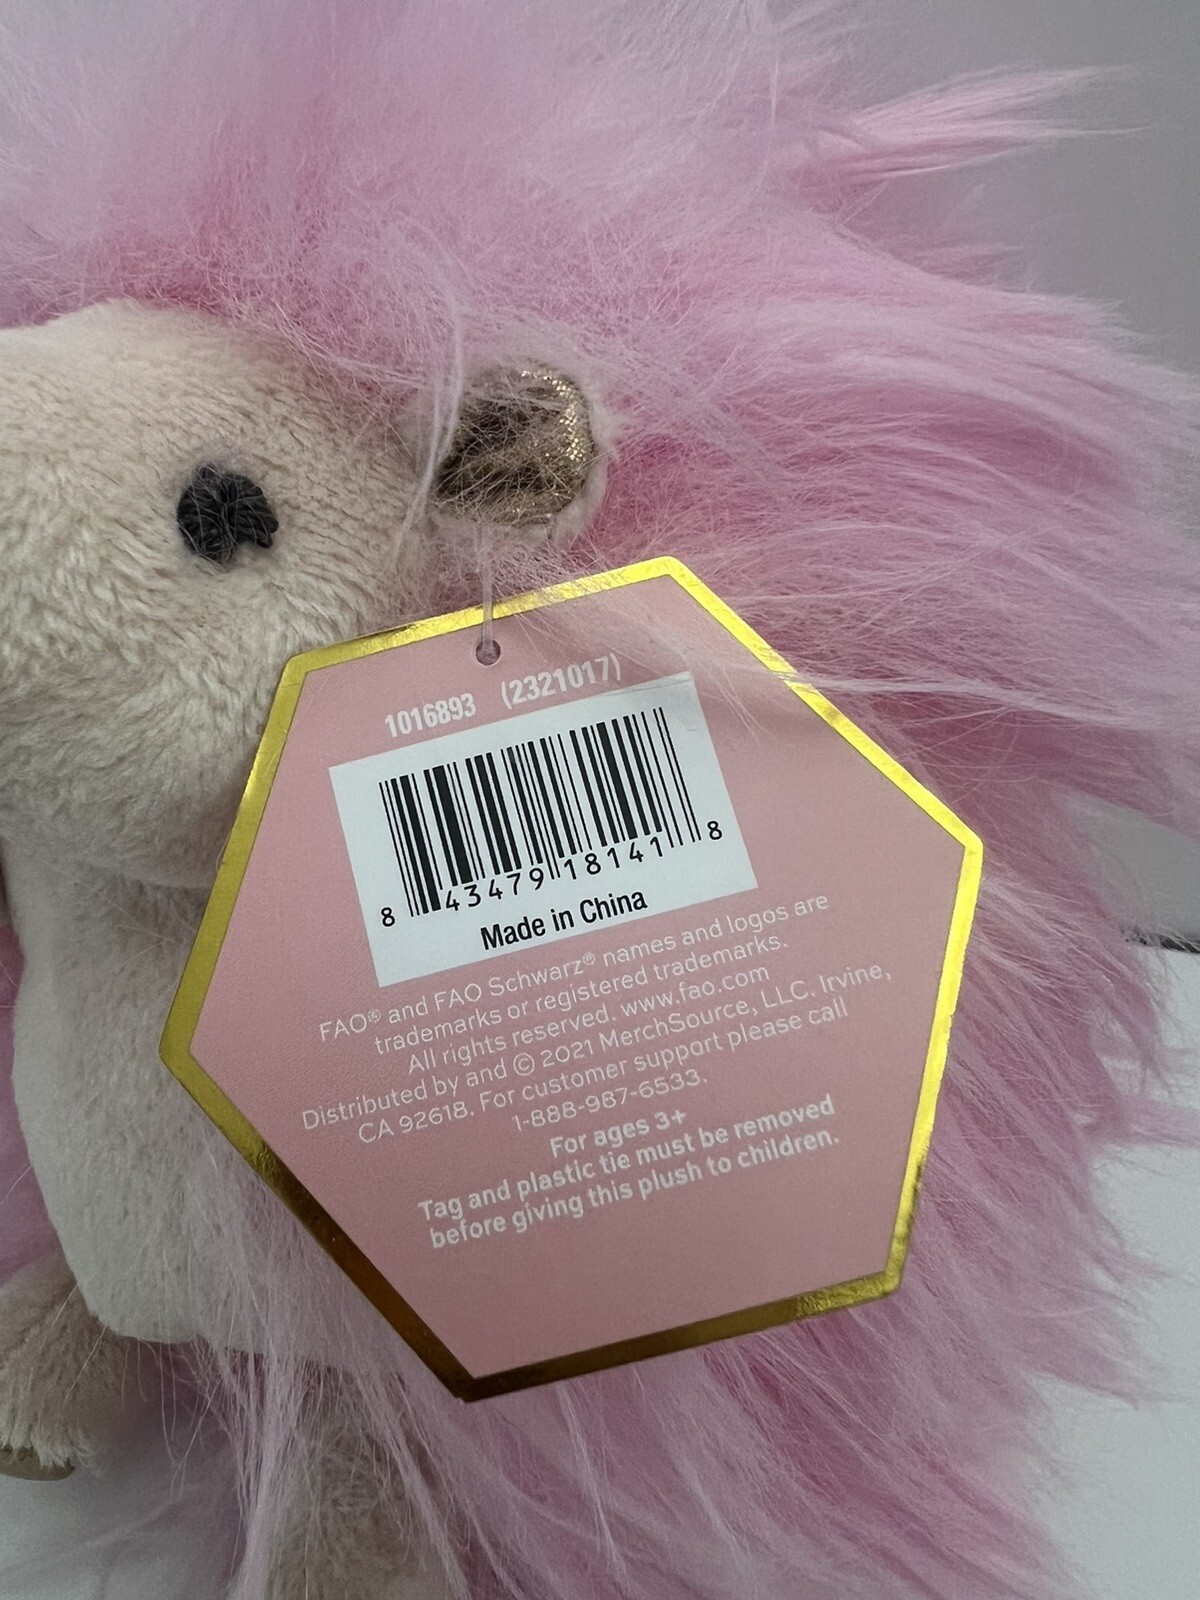 1016893 (2321017)
8 43479 18141 8
Made in China
FAO® and FAO Schwarz® names and logos are
trademarks or registered trademarks.
All rights reserved. www.fao.com
Distributed by and © 2021 MerchSource, LLC. Irvine,
CA 92618. For customer support please call
1-888-987-6533.
For ages 3+
Tag and plastic tie must be removed
before giving this plush to children.